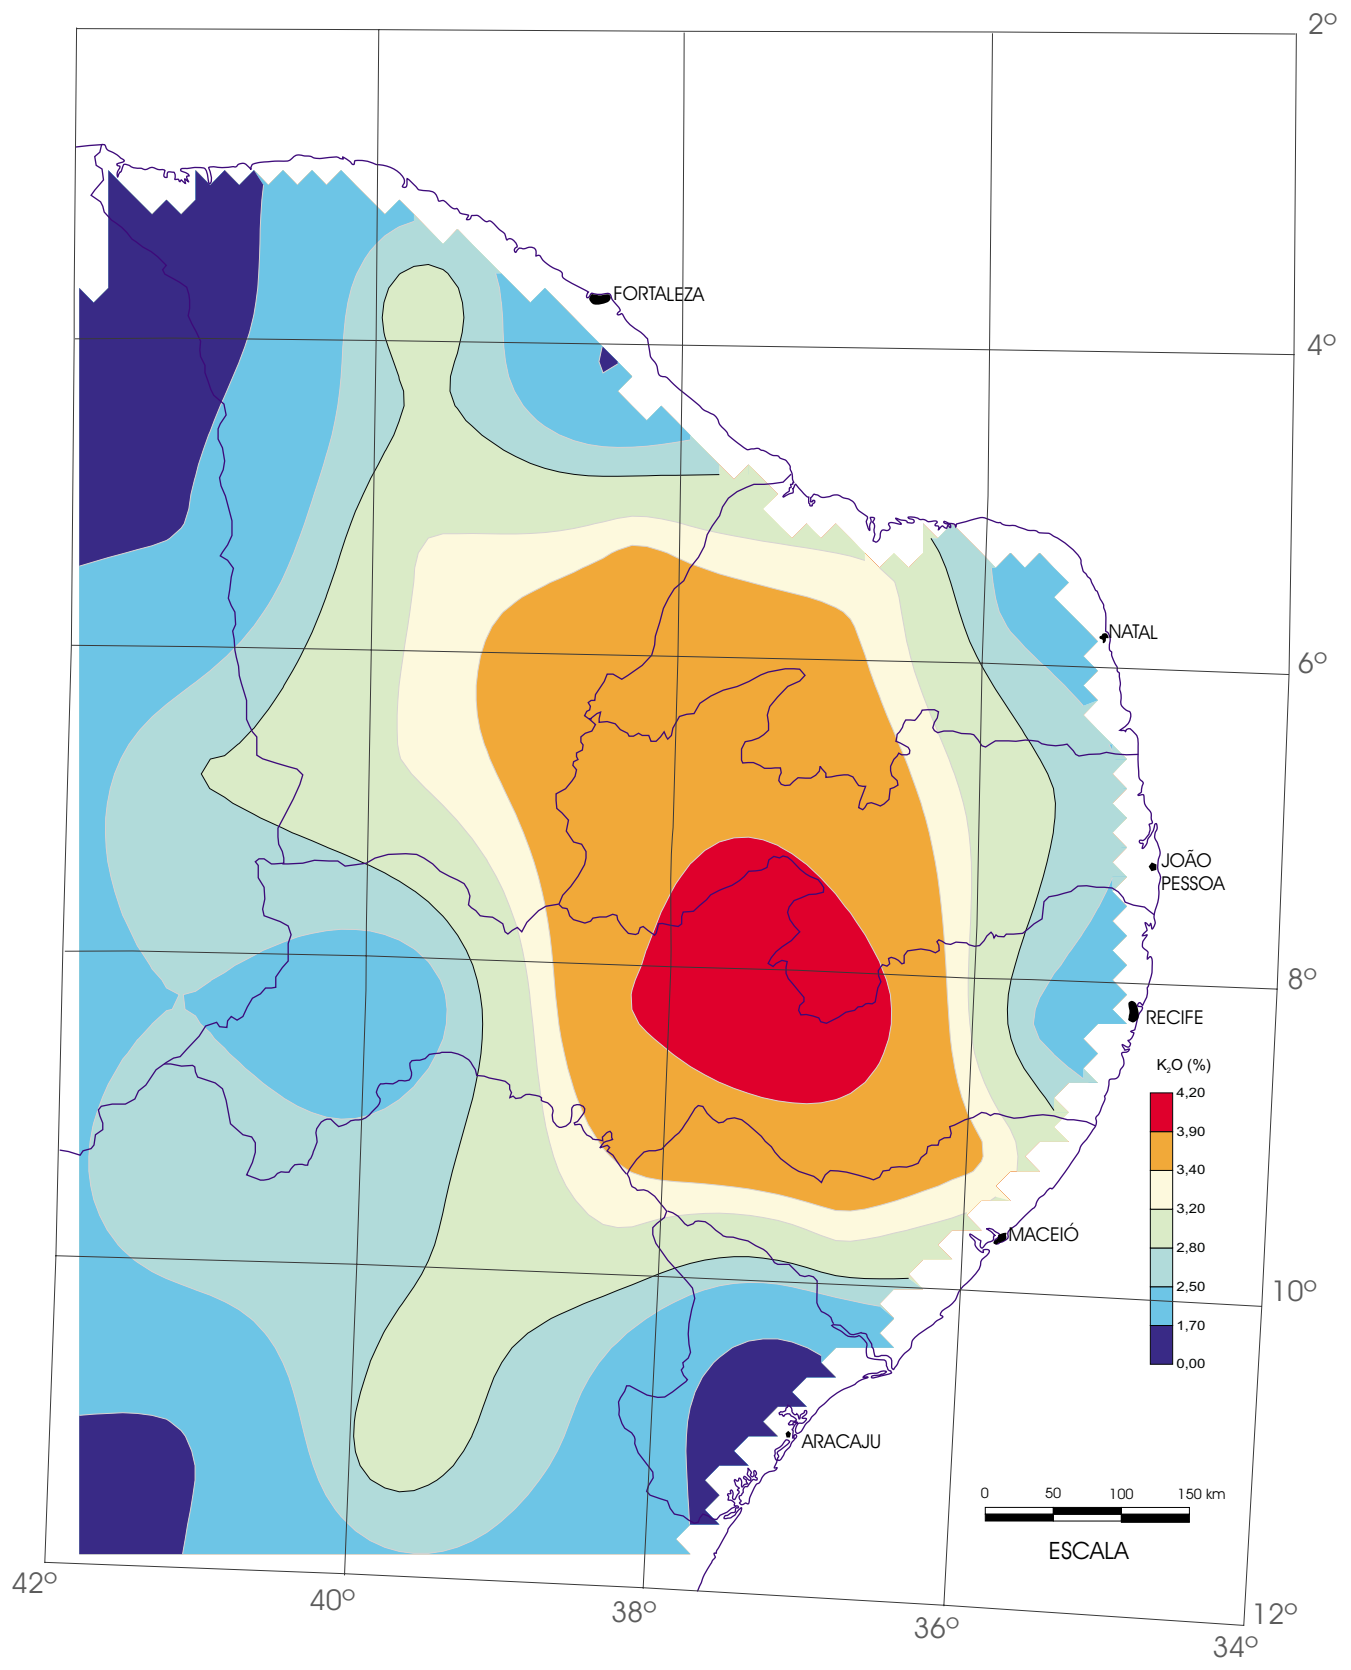 2º
FORTALEZA
4º
NATAL
6º
JOÃO
PESSOA
8º
RECIFE
K₂O (%)
4,20
3,90
3,40
3,20
2,80
2,50
1,70
0,00
MACEIÓ
10º
ARACAJU
0 50 100 150 km
ESCALA
42º
40º
38º
36º
12º
34º